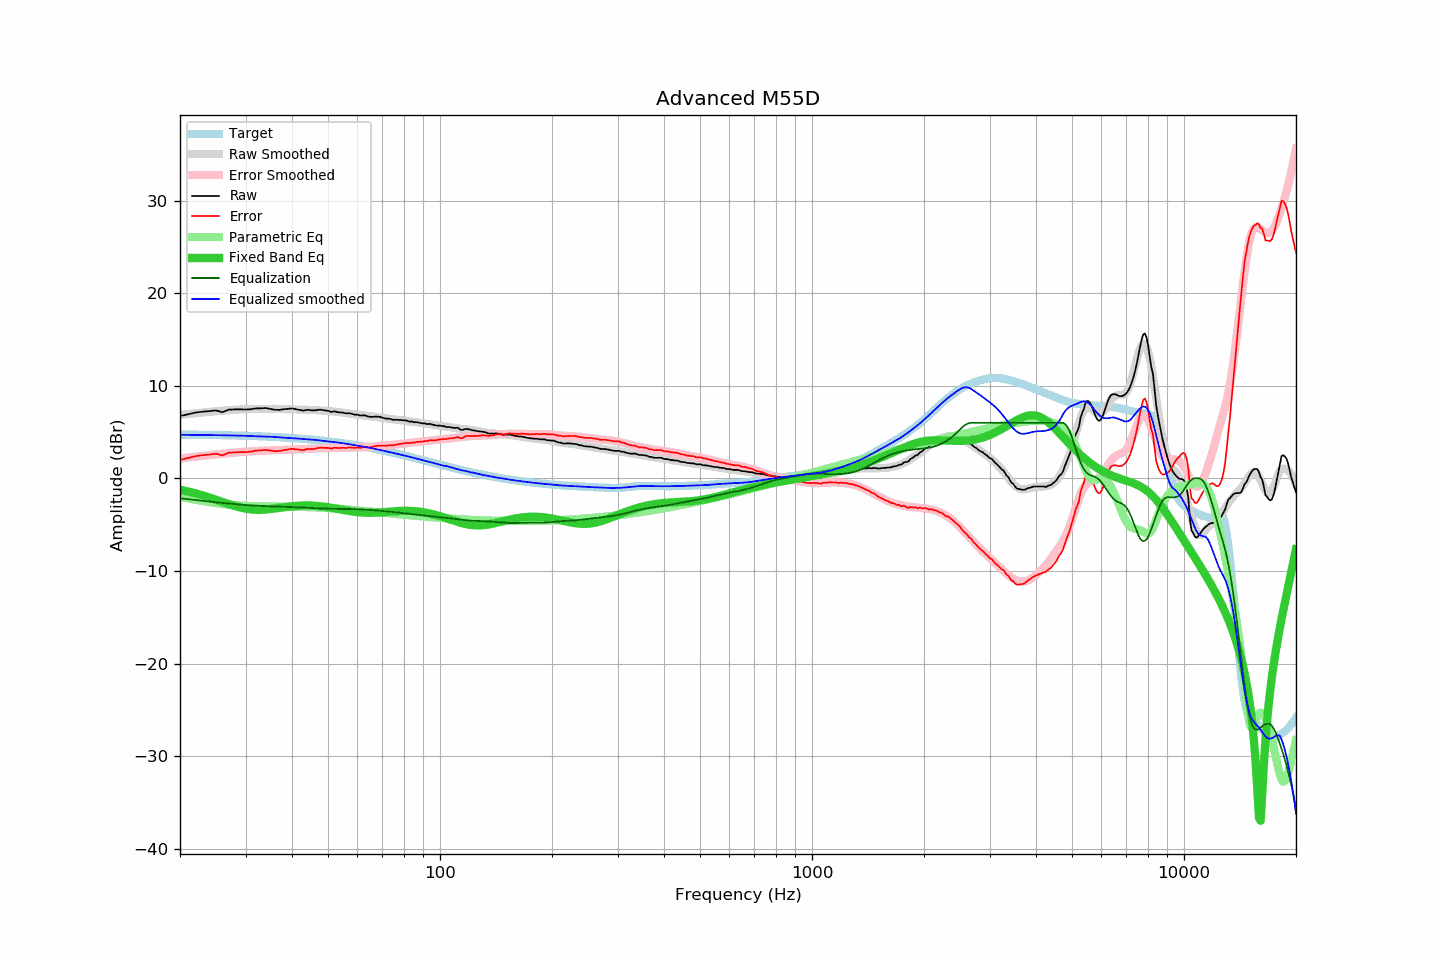 Advanced M55D
Target
Raw Smoothed
Error Smoothed
Raw
Error
Parametric Eq
Fixed Band Eq
Equalization
Equalized smoothed
30
20
10
0
−10
−20
−30
−40
Amplitude (dBr)
100
1000
10000
Frequency (Hz)